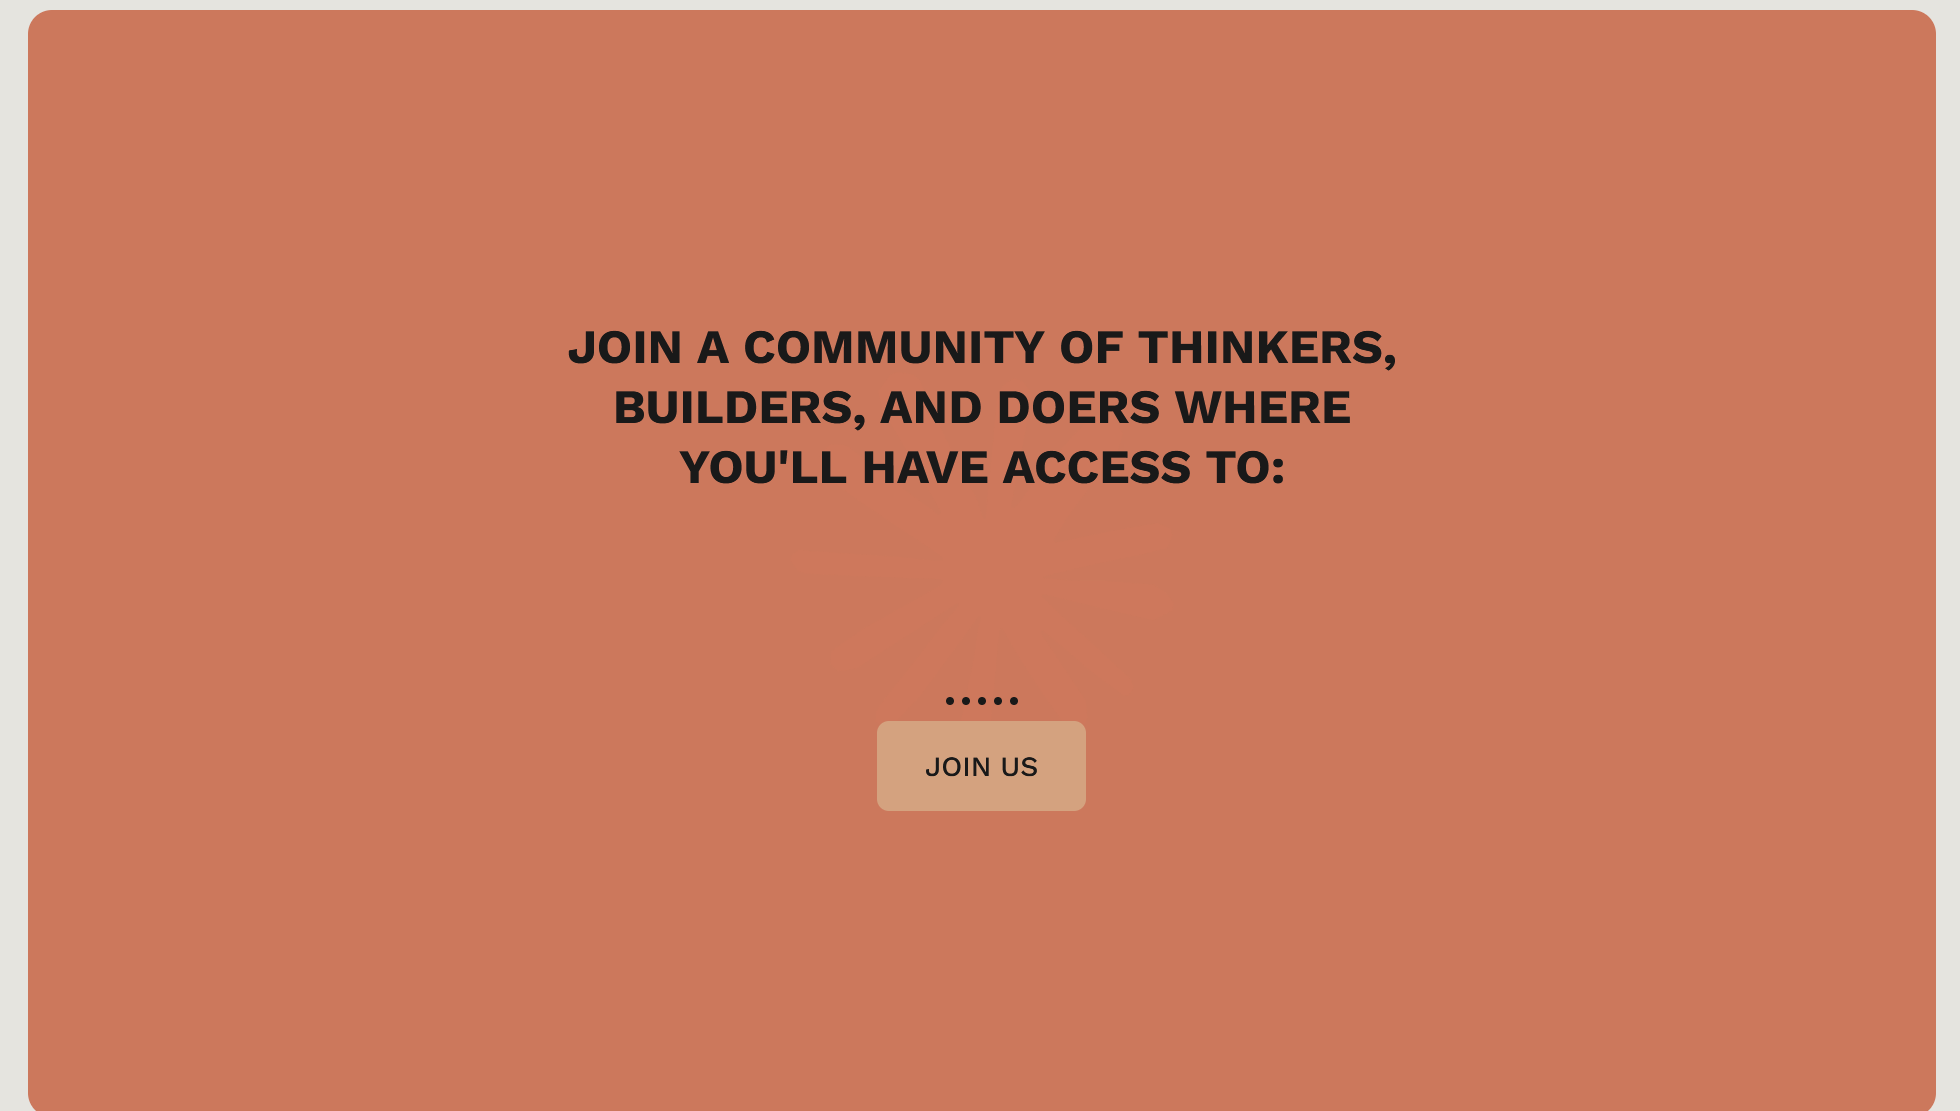 JOIN A COMMUNITY OF THINKERS,
BUILDERS, AND DOERS WHERE
YOU'LL HAVE ACCESS TO:
JOIN US